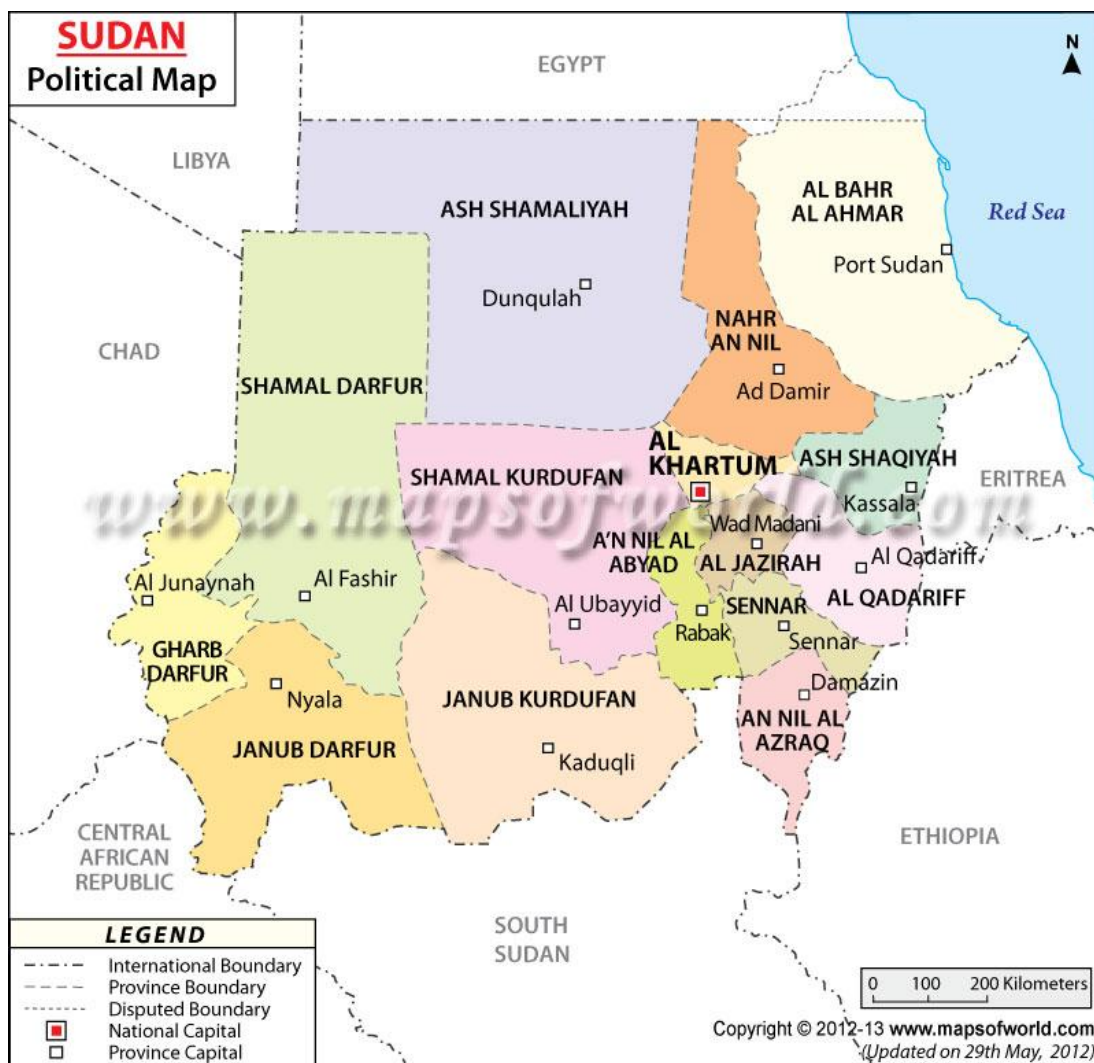 SUDAN
Political Map
N
EGYPT
LIBYA
ASH SHAMALIYAH
AL BAHR
AL AHMAR
Red Sea
Port Sudan
Dunqulah
NAHR
AN NIL
CHAD
SHAMAL DARFUR
Ad Damir
AL
KHARTUM
SHAMAL KURDUFAN
ASH SHAQIYAH
ERITREA
Kassala
www.mapsofworld.com
Wad Madani
A'N NIL AL
ABYAD
AL JAZIRAH
Al Qadariff
AL QADARIFF
Al Junaynah
Al Fashir
Al Ubayyid
Rabak
SENNAR
Sennar
GHARB
DARFUR
Nyala
JANUB KURDUFAN
Damazin
AN NIL AL
AZRAQ
JANUB DARFUR
Kaduqli
CENTRAL
AFRICAN
REPUBLIC
ETHIOPIA
SOUTH
SUDAN
LEGEND
International Boundary
Province Boundary
Disputed Boundary
National Capital
Province Capital
0 100 200 Kilometers
Copyright © 2012-13 www.mapsofworld.com
(Updated on 29th May, 2012)